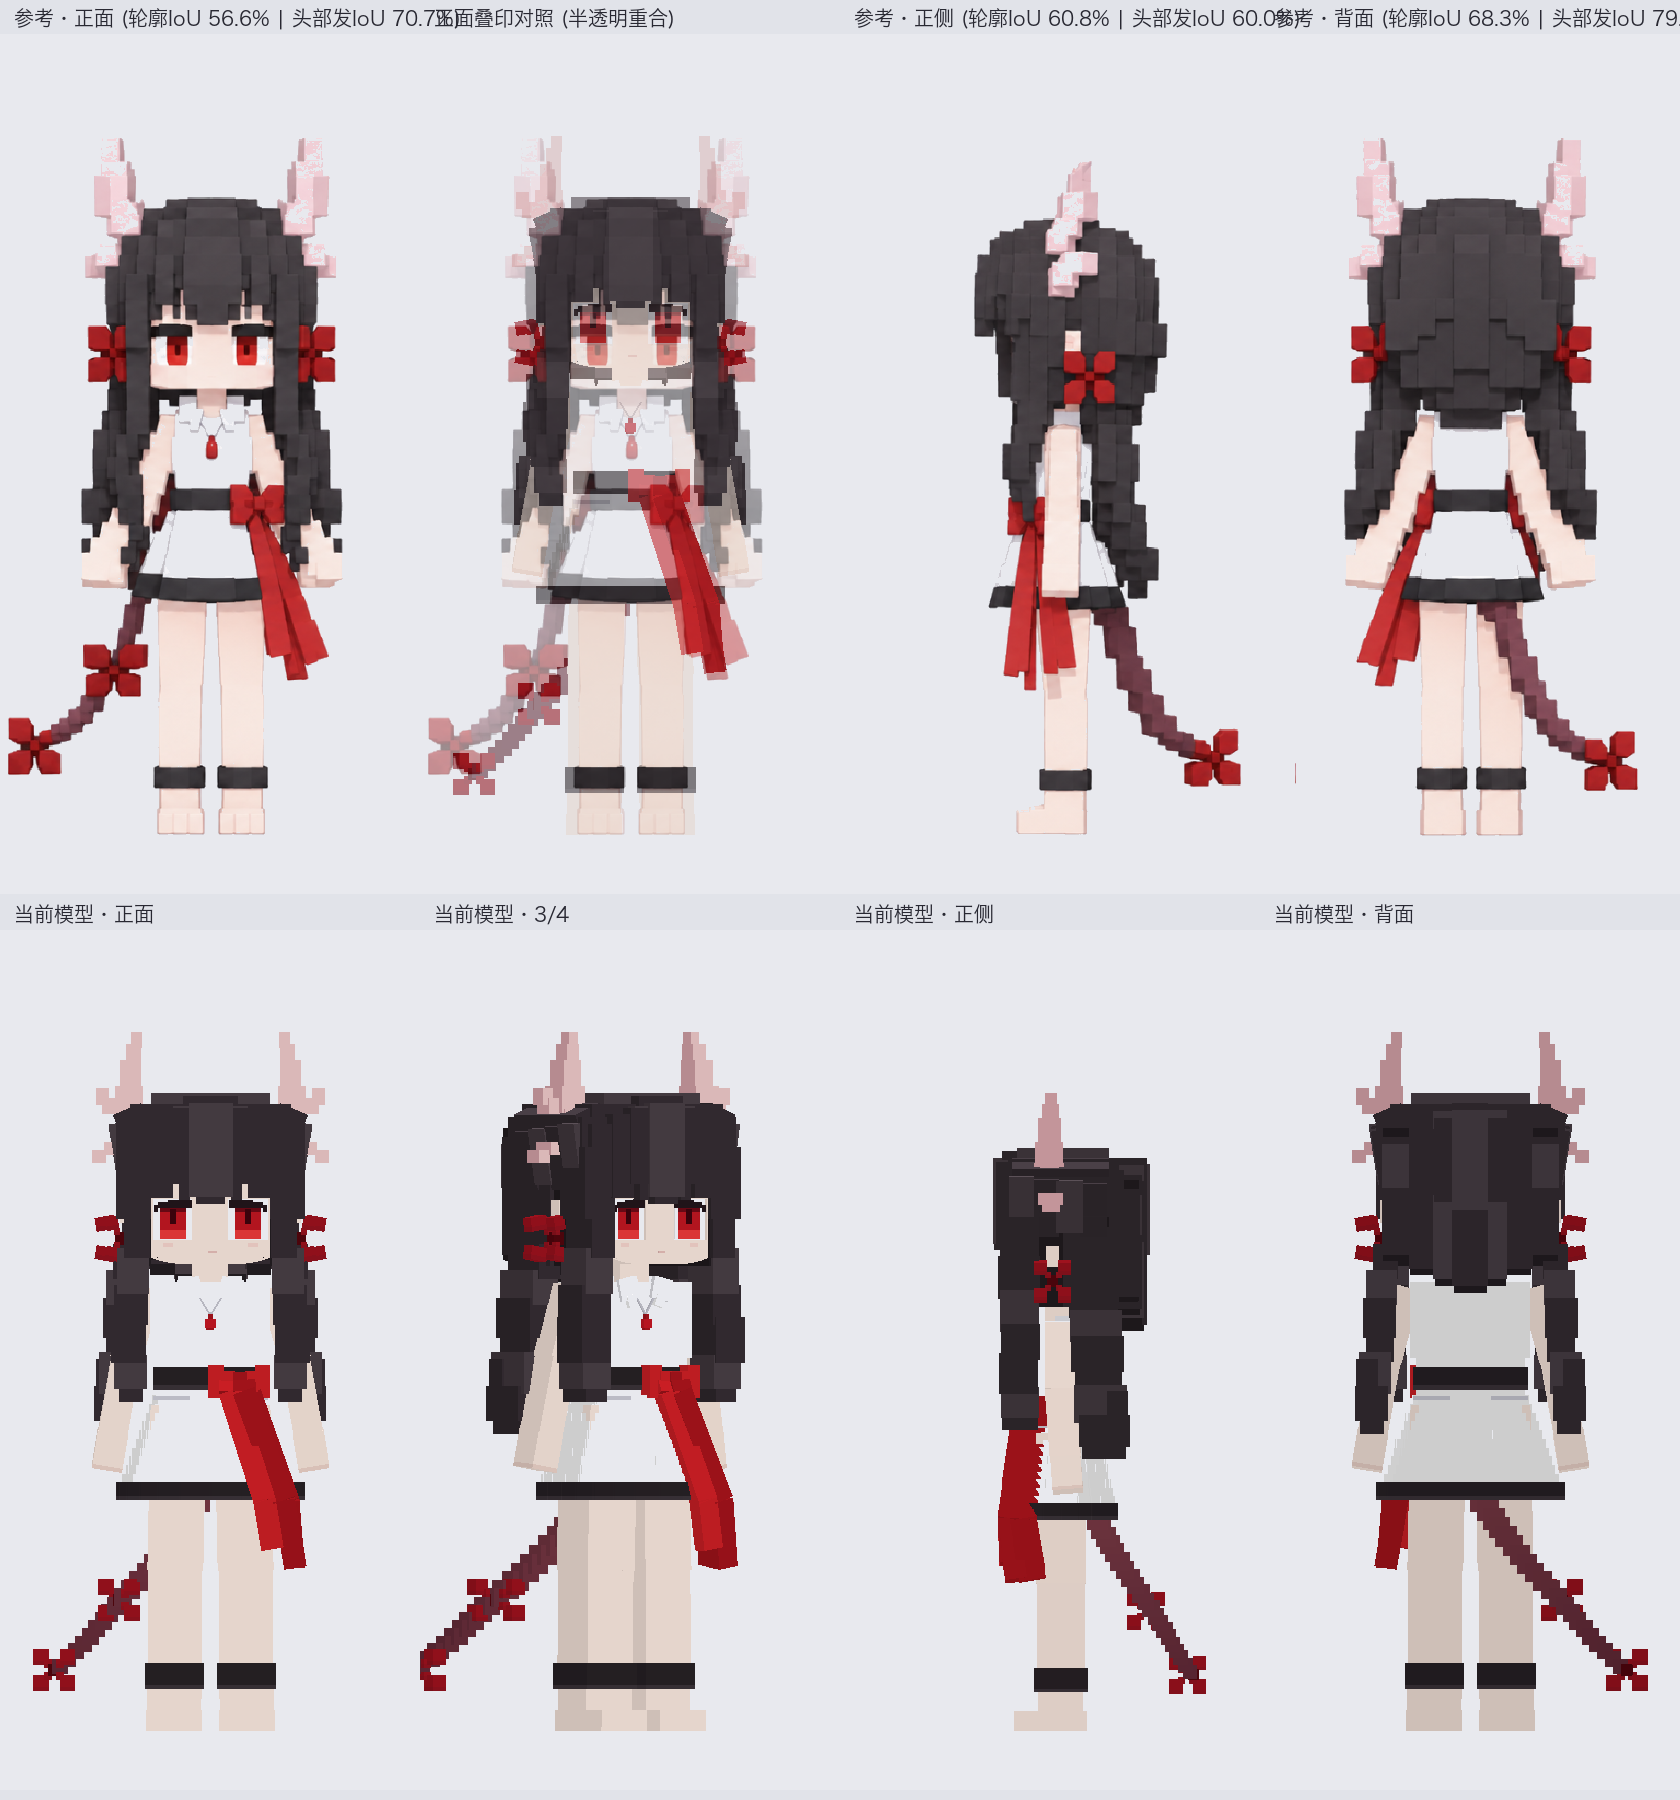 参考・正面 (轮廓IoU 56.6% | 头部发IoU 70.7%)
正面叠印对照 (半透明重合)
参考・正侧 (轮廓IoU 60.8% | 头部发IoU 60.0%)
参考・背面 (轮廓IoU 68.3% | 头部发IoU 79.
当前模型・正面
当前模型・3/4
当前模型・正侧
当前模型・背面